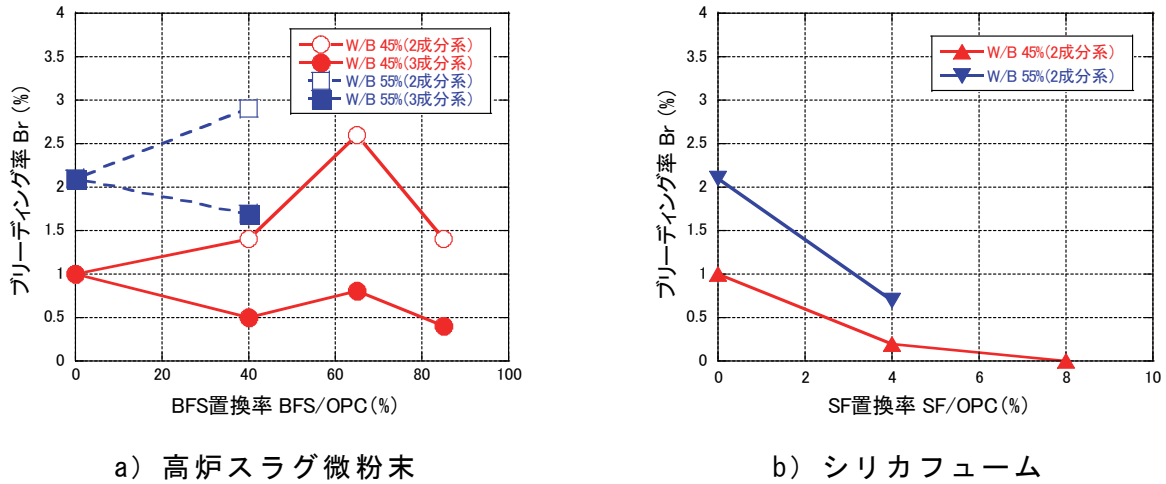 ブリーディング率 Br (%)
4
3.5
3
2.5
2
1.5
1
0.5
0
W/B 45%(2成分系)
W/B 45%(3成分系)
W/B 55%(2成分系)
W/B 55%(3成分系)
0 20 40 60 80 100
BFS置換率 BFS/OPC(%)
a) 高炉スラグ微粉末
ブリーディング率 Br (%)
4
3.5
3
2.5
2
1.5
1
0.5
0
W/B 45%(2成分系)
W/B 55%(2成分系)
0 2 4 6 8 10
SF置換率 SF/OPC(%)
b) シリカフューム